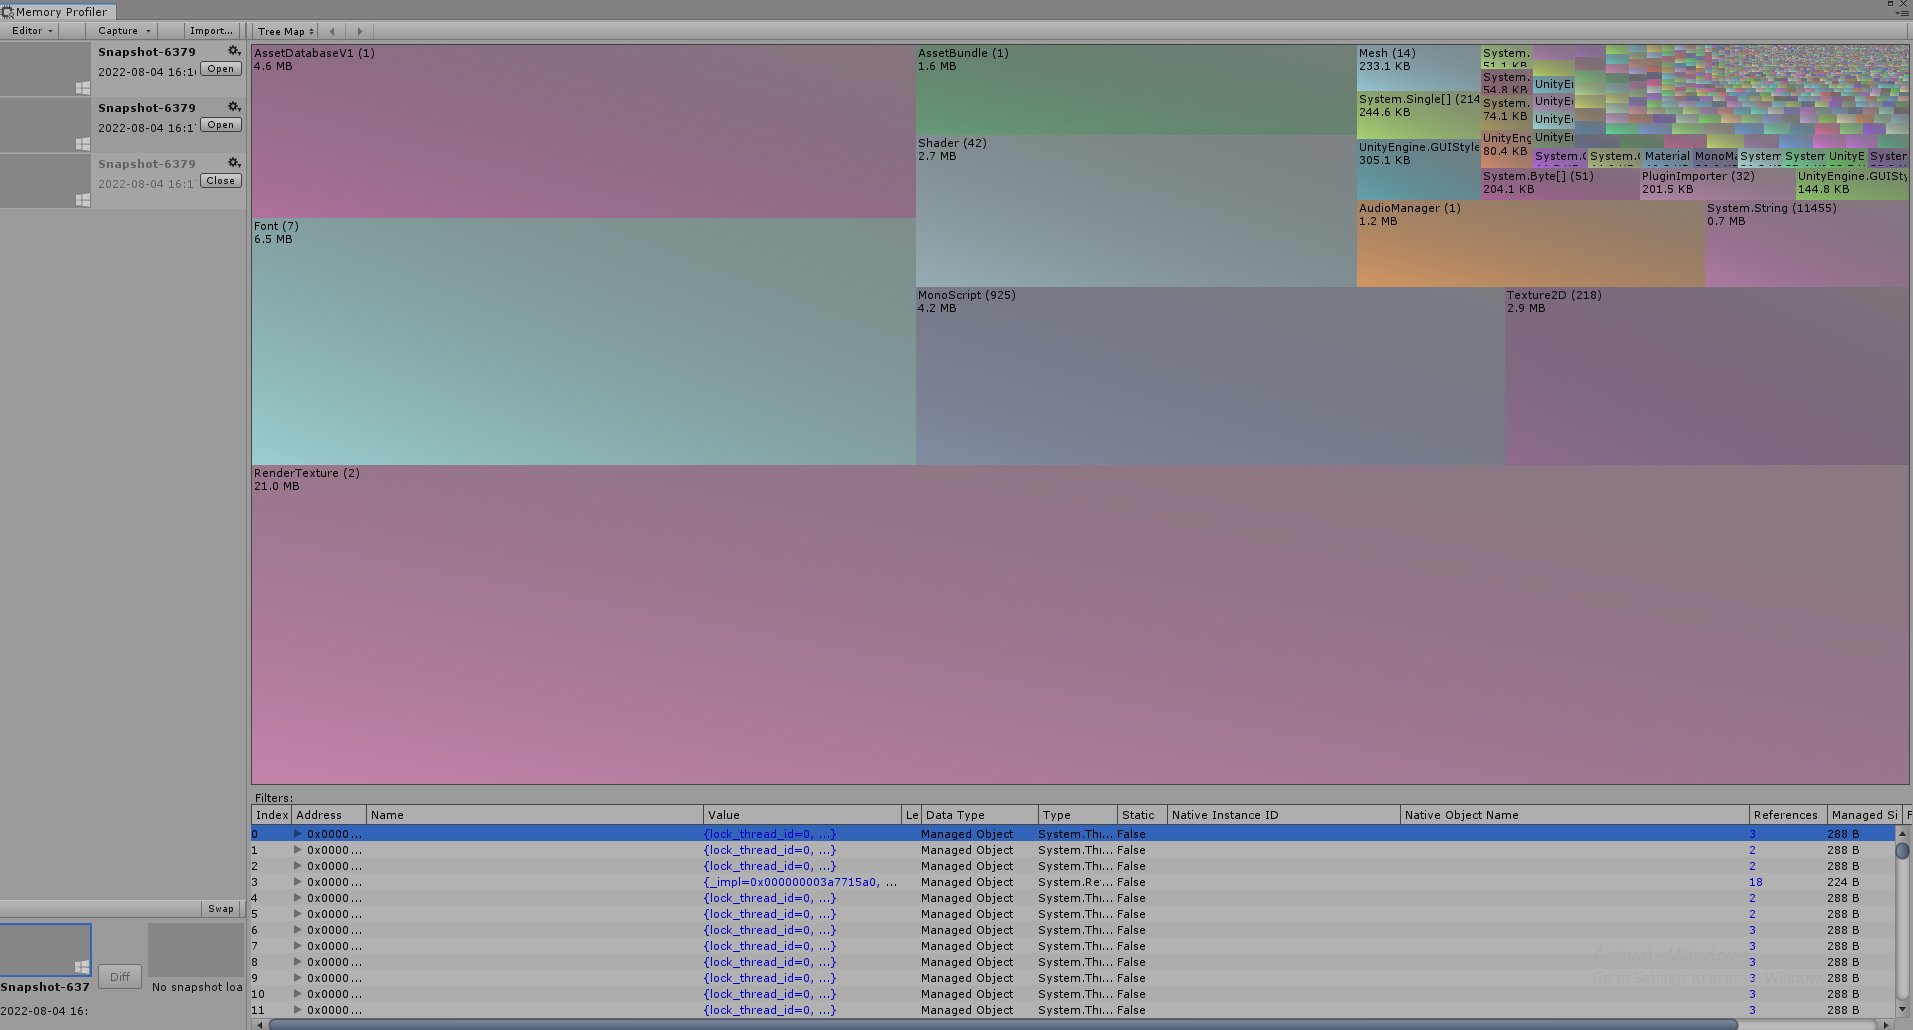 Memory Profiler
Editor
Capture
Import...
Tree Map
Snapshot-6379
2022-08-04 16:1
Open
Snapshot-6379
2022-08-04 16:1
Open
Snapshot-6379
2022-08-04 16:1
Close
AssetDatabaseV1 (1)
4.6 MB
AssetBundle (1)
1.6 MB
Mesh (14)
233.1 KB
System.
51.1 KB
System.
54.8 KB
System.Single[] (214
244.6 KB
System.
74.1 KB
UnityEng
80.4 KB
UnityE
UnityE
UnityE
UnityE
Shader (42)
2.7 MB
UnityEngine.GUIStyle
305.1 KB
System.
System.
Material
MonoM
System
System
UnityE
System
System.Byte[] (51)
204.1 KB
PluginImporter (32)
201.5 KB
UnityEngine.GUISty
144.8 KB
AudioManager (1)
1.2 MB
System.String (11455)
0.7 MB
Font (7)
6.5 MB
MonoScript (925)
4.2 MB
Texture2D (218)
2.9 MB
RenderTexture (2)
21.0 MB
Filters:
Index Address Name Value Le Data Type Type Static Native Instance ID Native Object Name References Managed Si F
0 0x0000... {lock_thread_id=0, ...} Managed Object System.Thr... False 3 288 B
1 0x0000... {lock_thread_id=0, ...} Managed Object System.Thr... False 2 288 B
2 0x0000... {lock_thread_id=0, ...} Managed Object System.Thr... False 2 288 B
3 0x0000... {_impl=0x000000003a7715a0, ... Managed Object System.Re... False 18 224 B
4 0x0000... {lock_thread_id=0, ...} Managed Object System.Thr... False 2 288 B
5 0x0000... {lock_thread_id=0, ...} Managed Object System.Thr... False 2 288 B
6 0x0000... {lock_thread_id=0, ...} Managed Object System.Thr... False 3 288 B
7 0x0000... {lock_thread_id=0, ...} Managed Object System.Thr... False 3 288 B
8 0x0000... {lock_thread_id=0, ...} Managed Object System.Thr... False 3 288 B
9 0x0000... {lock_thread_id=0, ...} Managed Object System.Thr... False 3 288 B
10 0x0000... {lock_thread_id=0, ...} Managed Object System.Thr... False 3 288 B
11 0x0000... {lock_thread_id=0, ...} Managed Object System.Thr... False 3 288 B
Swap
Diff
Snapshot-637
No snapshot loa
2022-08-04 16:
Activate Windows
Go to Settings to activate Windows